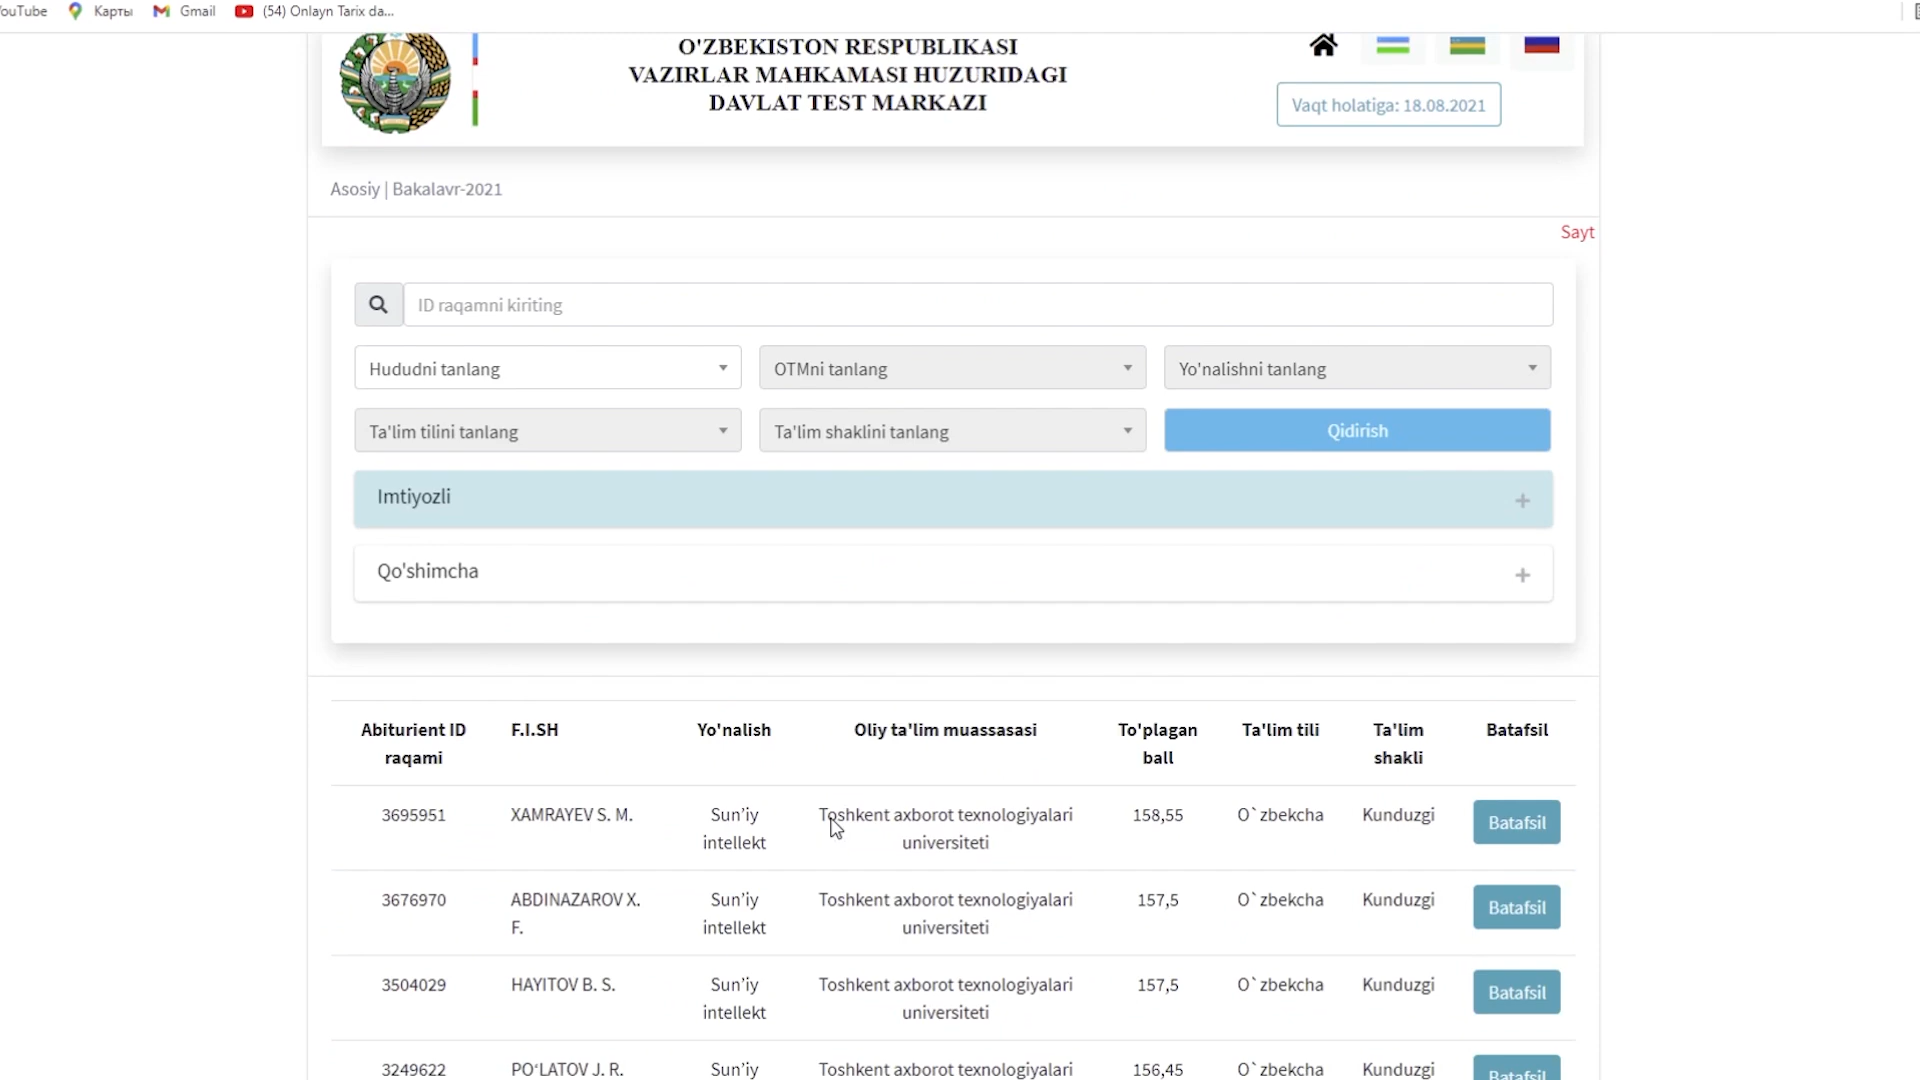 Карты Gmail (54) Onlayn Tarix da...
O'ZBEKISTON RESPUBLIKASI
VAZIRLAR MAHKAMASI HUZURIDAGI
DAVLAT TEST MARKAZI
Vaqt holatiga: 18.08.2021
Asosiy | Bakalavr-2021
Sayt
ID raqamni kiriting
Hududni tanlang OTMni tanlang Yo'nalishni tanlang
Ta'lim tilini tanlang Ta'lim shaklini tanlang Qidirish
Imtiyozli
Qo'shimcha
Abiturient ID F.I.SH Yo'nalish Oliy ta'lim muassasasi To'plagan Ta'lim tili Ta'lim Batafsil
raqami ball shakli
3695951 XAMRAYEV S. M. Sun’iy Toshkent axborot texnologiyalari 158,55 O`zbekcha Kunduzgi Batafsil
intellekt universiteti
3676970 ABDINAZAROV X. Sun’iy Toshkent axborot texnologiyalari 157,5 O`zbekcha Kunduzgi Batafsil
F. intellekt universiteti
3504029 HAYITOV B. S. Sun’iy Toshkent axborot texnologiyalari 157,5 O`zbekcha Kunduzgi Batafsil
intellekt universiteti
3249622 PO‘LATOV J. R. Sun’iy Toshkent axborot texnologiyalari 156,45 O`zbekcha Kunduzgi Batafsil